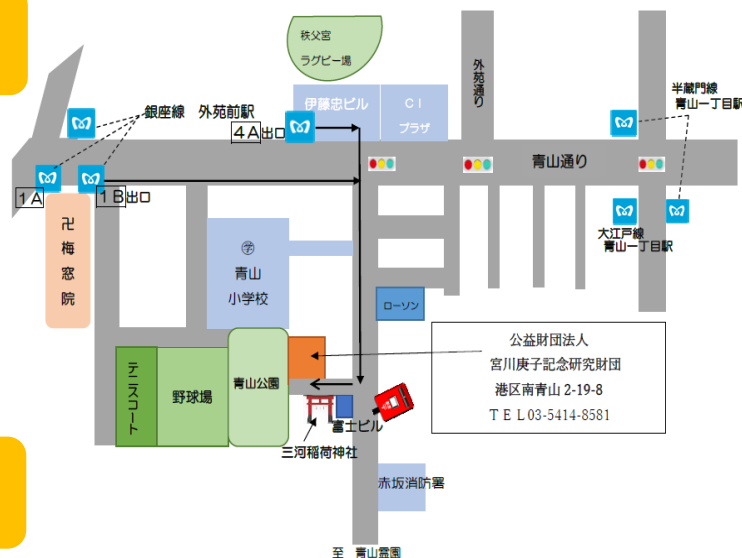 秩父宮
ラグビー場
外苑通り
半蔵門線
青山一丁目駅
銀座線　外苑前駅
伊藤忠ビル
ＣＩ
プラザ
４Ａ出口
青山通り
１Ａ
１Ｂ出口
大江戸線
青山一丁目駅
卍
梅
窓
院
㊫
青山
小学校
ローソン
公益財団法人
宮川庚子記念研究財団
港区南青山 2-19-8
ＴＥＬ03-5414-8581
テニスコート
野球場
青山公園
富士ビル
三河稲荷神社
赤坂消防署
至　青山霊園